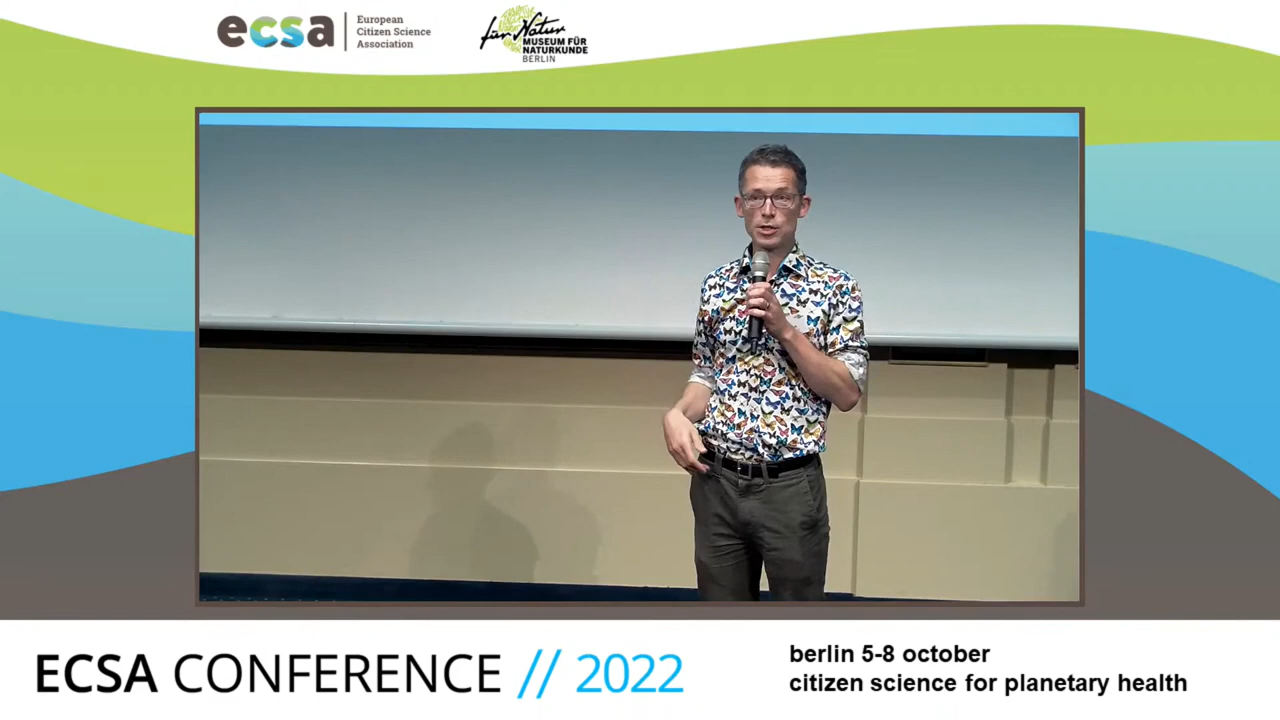 ecsa
European
Citizen Science
Association
für Natur
MUSEUM FÜR
NATURKUNDE
BERLIN
ECSA CONFERENCE // 2022
berlin 5-8 october
citizen science for planetary health